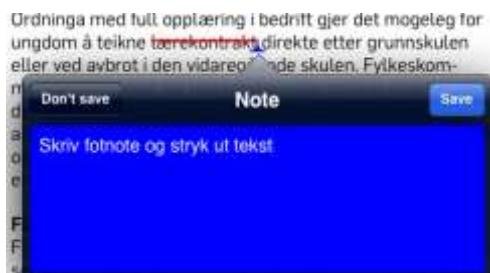 Ordninga med full opplæring i bedrift gjer det mogeleg for
ungdom å teikne lærekontrakt direkte etter grunnskulen
eller ved avbrot i den vidaregåande skulen. Fylkeskom-
Don't save
Note
Save
Skriv fotnote og stryk ut tekst